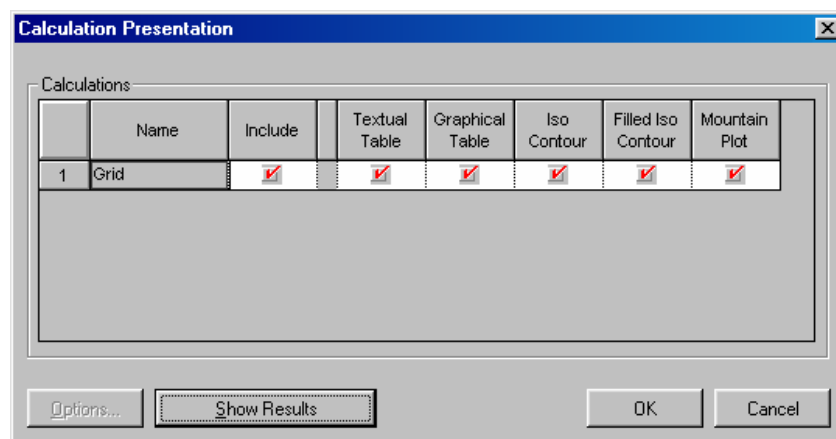 Calculation Presentation
Calculations
Name Include Textual Table Graphical Table Iso Contour Filled Iso Contour Mountain Plot
1 Grid
Options... Show Results OK Cancel